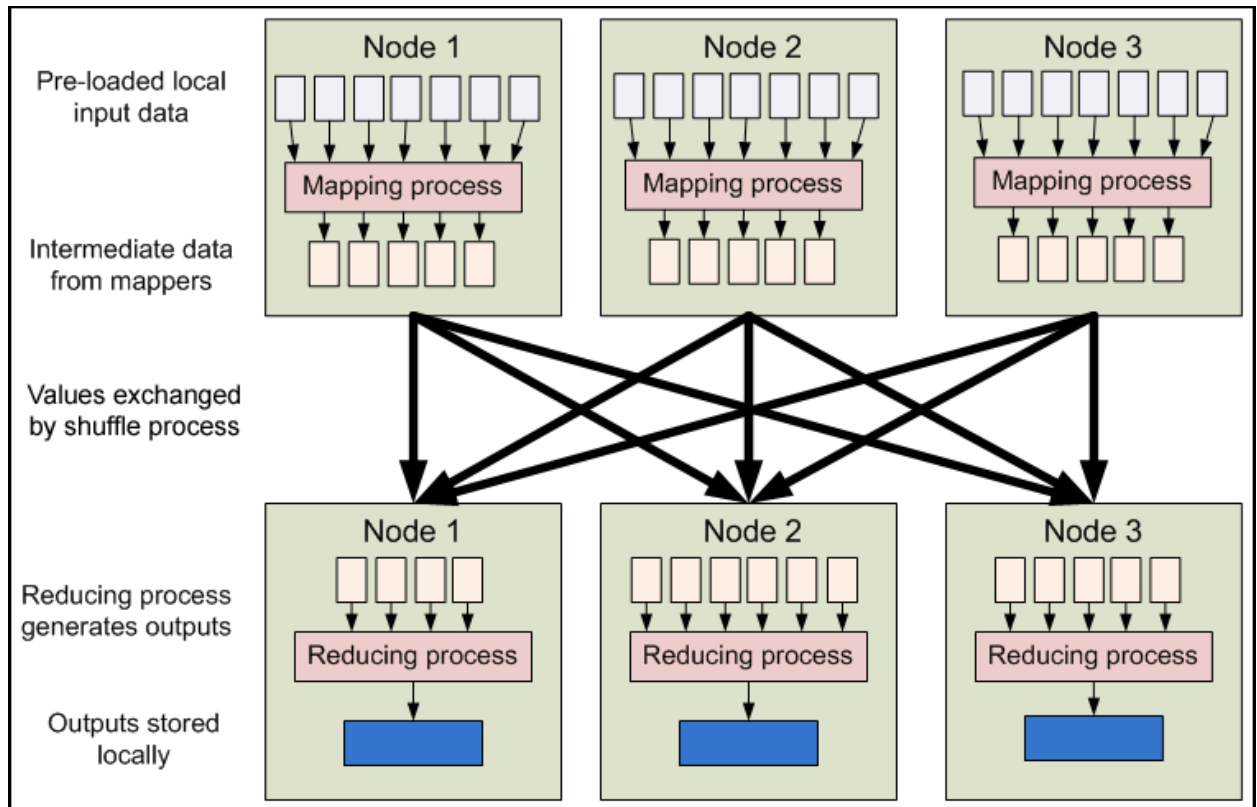 Node 1
Node 2
Node 3
Pre-loaded local
input data
Mapping process
Mapping process
Mapping process
Intermediate data
from mappers
Values exchanged
by shuffle process
Node 1
Node 2
Node 3
Reducing process
generates outputs
Reducing process
Reducing process
Reducing process
Outputs stored
locally